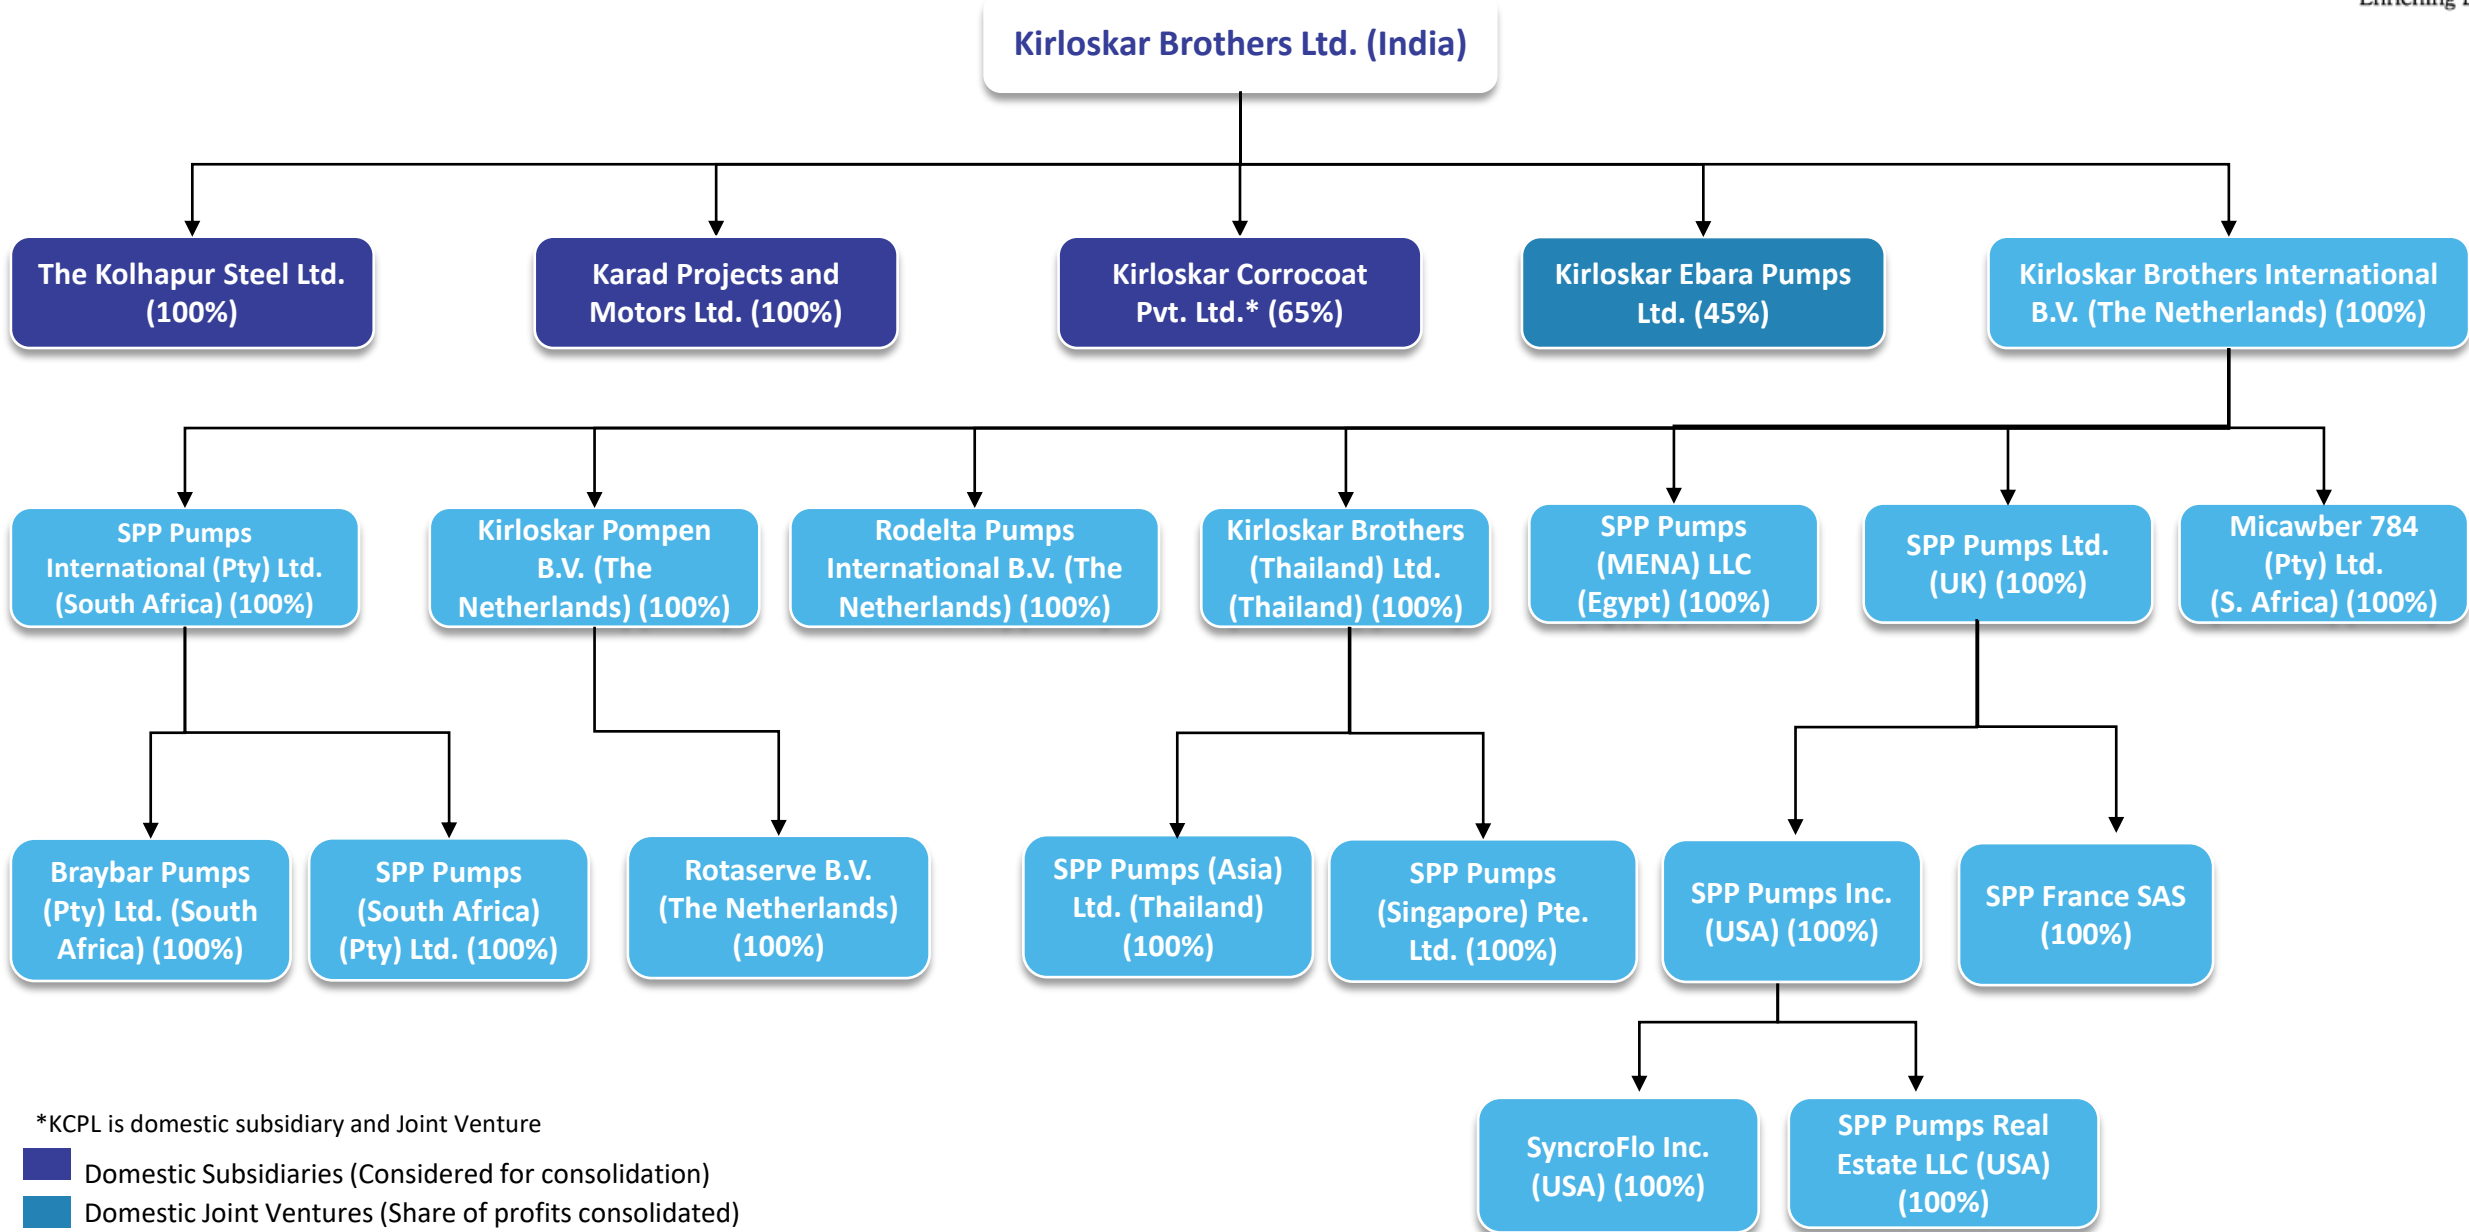 Enriching
Kirloskar Brothers Ltd. (India)
The Kolhapur Steel Ltd.
(100%)
Karad Projects and
Motors Ltd. (100%)
Kirloskar Corrocoat
Pvt. Ltd.* (65%)
Kirloskar Ebara Pumps
Ltd. (45%)
Kirloskar Brothers International
B.V. (The Netherlands) (100%)
SPP Pumps
International (Pty) Ltd.
(South Africa) (100%)
Kirloskar Pompen
B.V. (The
Netherlands) (100%)
Rodelta Pumps
International B.V. (The
Netherlands) (100%)
Kirloskar Brothers
(Thailand) Ltd.
(Thailand) (100%)
SPP Pumps
(MENA) LLC
(Egypt) (100%)
SPP Pumps Ltd.
(UK) (100%)
Micawber 784
(Pty) Ltd.
(S. Africa) (100%)
Braybar Pumps
(Pty) Ltd. (South
Africa) (100%)
SPP Pumps
(South Africa)
(Pty) Ltd. (100%)
Rotaserve B.V.
(The Netherlands)
(100%)
SPP Pumps (Asia)
Ltd. (Thailand)
(100%)
SPP Pumps
(Singapore) Pte.
Ltd. (100%)
SPP Pumps Inc.
(USA) (100%)
SPP France SAS
(100%)
SyncroFlo Inc.
(USA) (100%)
SPP Pumps Real
Estate LLC (USA)
(100%)
*KCPL is domestic subsidiary and Joint Venture
Domestic Subsidiaries (Considered for consolidation)
Domestic Joint Ventures (Share of profits consolidated)